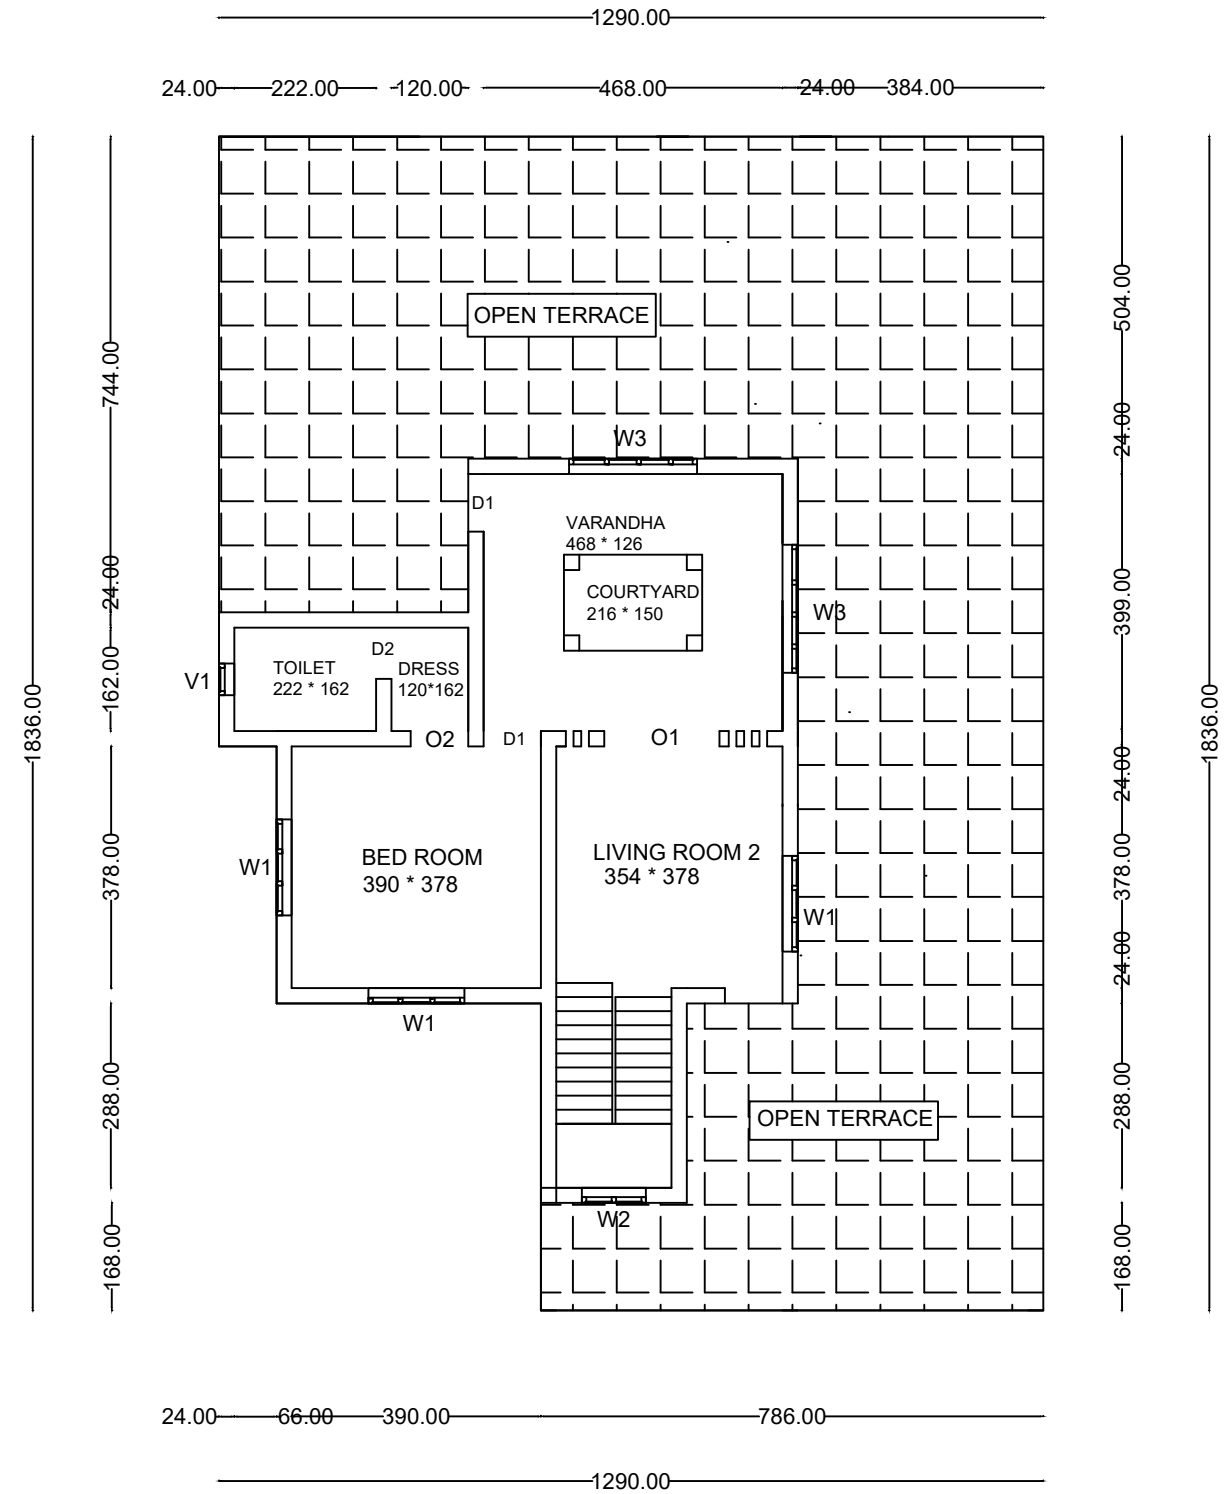 1290.00
24.00 222.00 120.00 468.00 24.00 384.00
OPEN TERRACE
504.00
744.00
W3
24.00
D1
VARANDHA
468 * 126
COURTYARD
216 * 150
24.00
399.00
W3
D2
TOILET
222 * 162
DRESS
120*162
V1
162.00
1836.00
1836.00
O2
D1
O1
24.00
LIVING ROOM 2
354 * 378
BED ROOM
390 * 378
W1
378.00
378.00
W1
24.00
W1
288.00
288.00
OPEN TERRACE
W2
168.00
168.00
24.00 66.00 390.00 786.00
1290.00